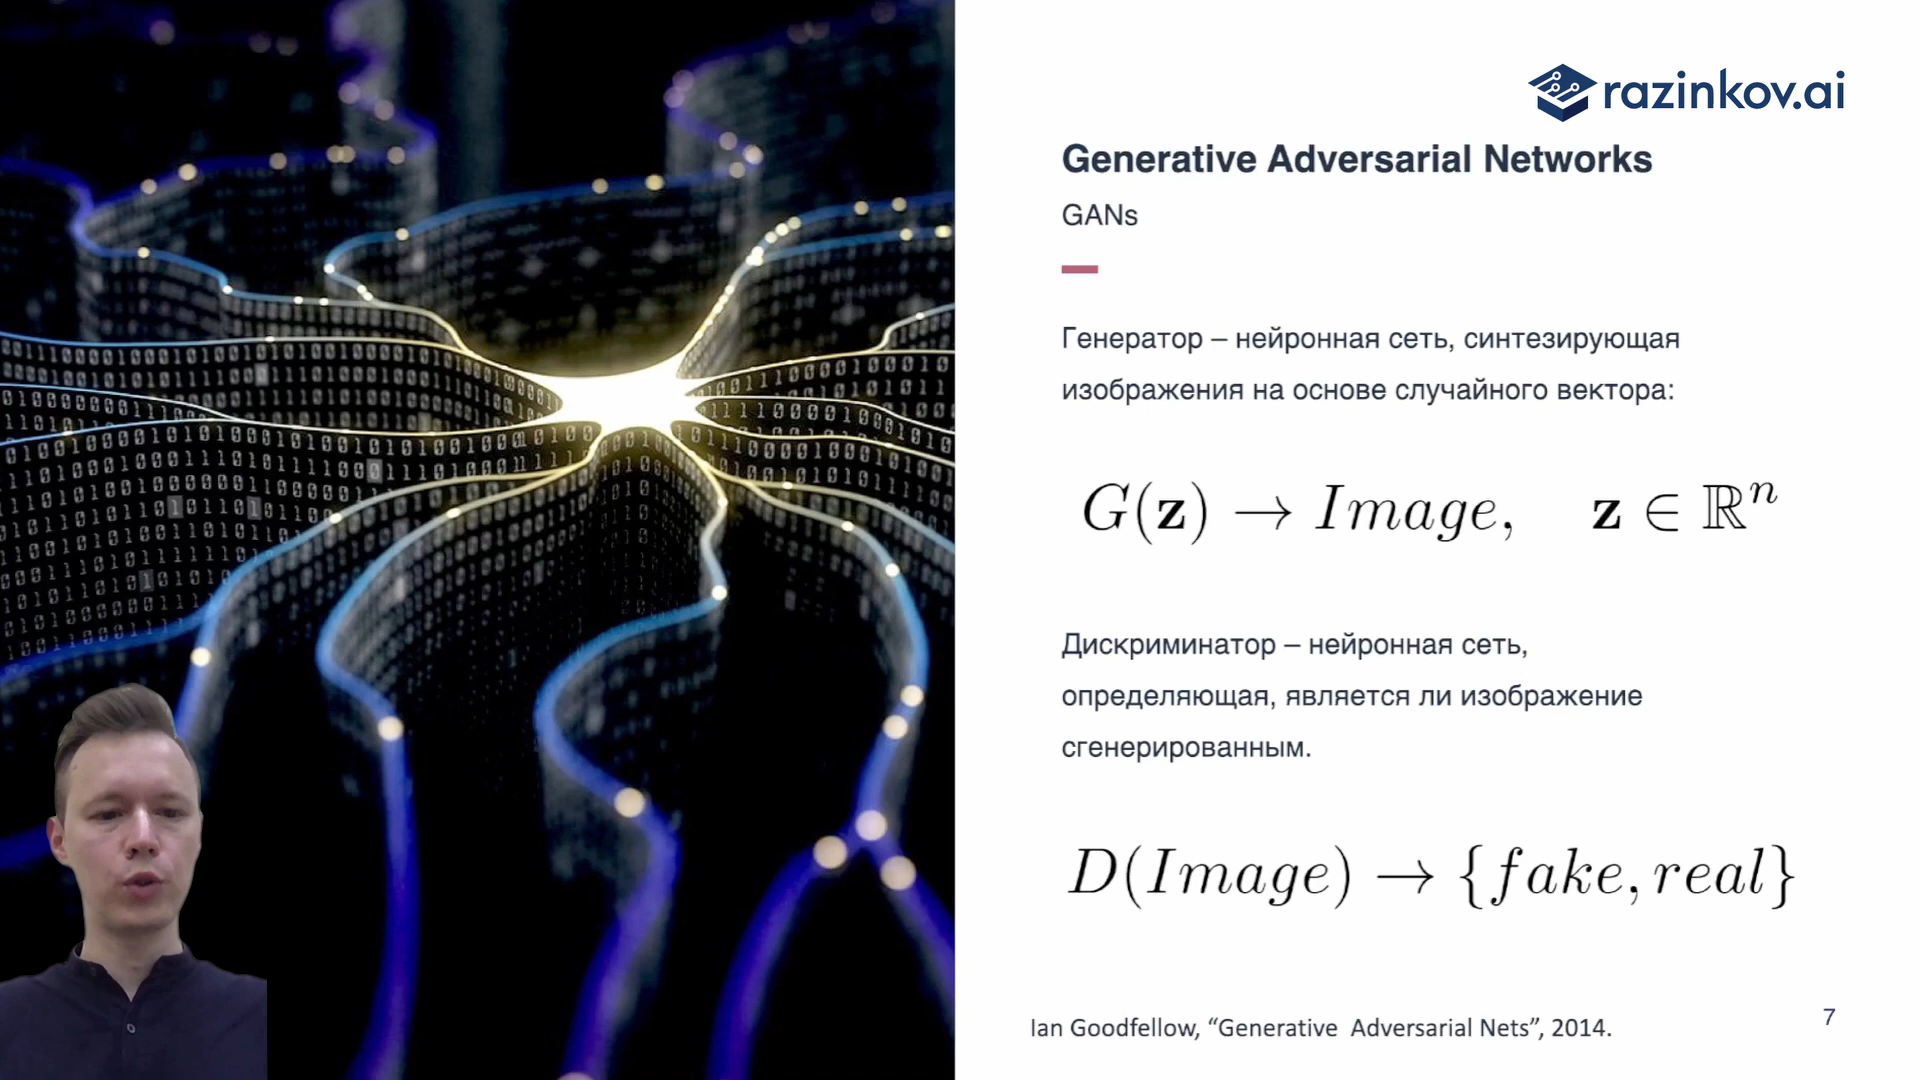 razinkov.ai
Generative Adversarial Networks
GANs
Генератор – нейронная сеть, синтезирующая
изображения на основе случайного вектора:
G(z) → Image, z ∈ ℝⁿ
Дискриминатор – нейронная сеть,
определяющая, является ли изображение
сгенерированным.
D(Image) → {fake, real}
Ian Goodfellow, “Generative Adversarial Nets”, 2014.
7